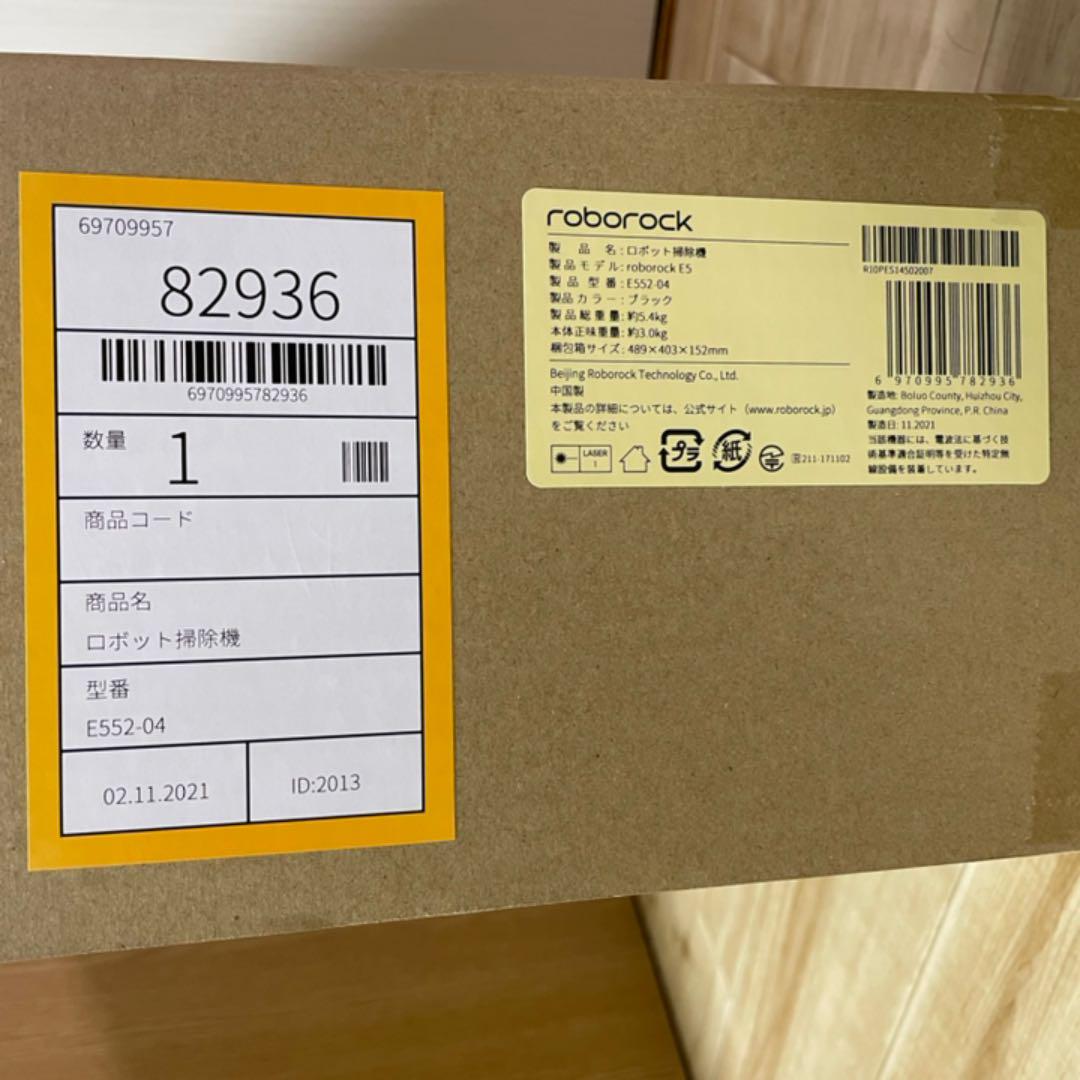 69709957
82936
6970995782936
数量 1
商品コード
商品名
ロボット掃除機
型番
E552-04
02.11.2021
ID:2013
roborock
製品名:ロボット掃除機
製品モデル:roborock E5
製品型番:E552-04
製品カラー:ブラック
製品総重量:約5.4kg
本体正味重量:約3.0kg
梱包箱サイズ:489×403×152mm
Beijing Roborock Technology Co., Ltd.
中国製
本製品の詳細については、公式サイト（www.roborock.jp）
をご覧ください
LASER
1
プラ
紙
R211-171102
R10PES14502007
6 970995 782936
製造地: Boluo County, Huizhou City,
Guangdong Province, P.R. China
製造日: 11.2021
当該機器には、電波法に基づく技
術基準適合証明等を受けた特定無
線設備を装着しています。